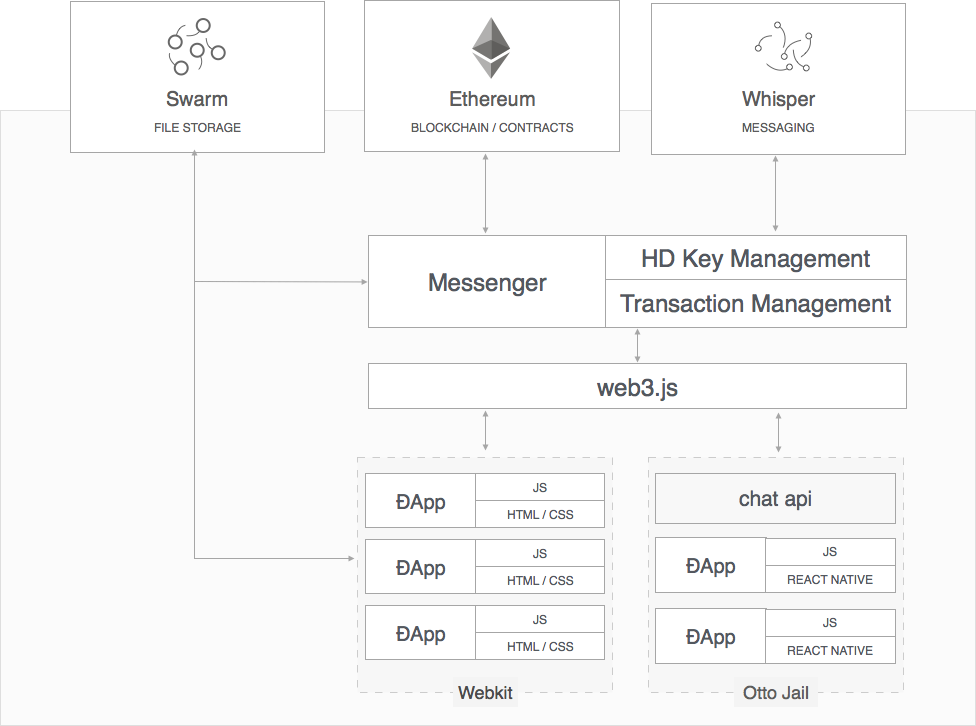 Swarm
FILE STORAGE
Ethereum
BLOCKCHAIN / CONTRACTS
Whisper
MESSAGING
Messenger
HD Key Management
Transaction Management
web3.js
ĐApp
JS
HTML / CSS
ĐApp
JS
HTML / CSS
ĐApp
JS
HTML / CSS
Webkit
chat api
ĐApp
JS
REACT NATIVE
ĐApp
JS
REACT NATIVE
Otto Jail